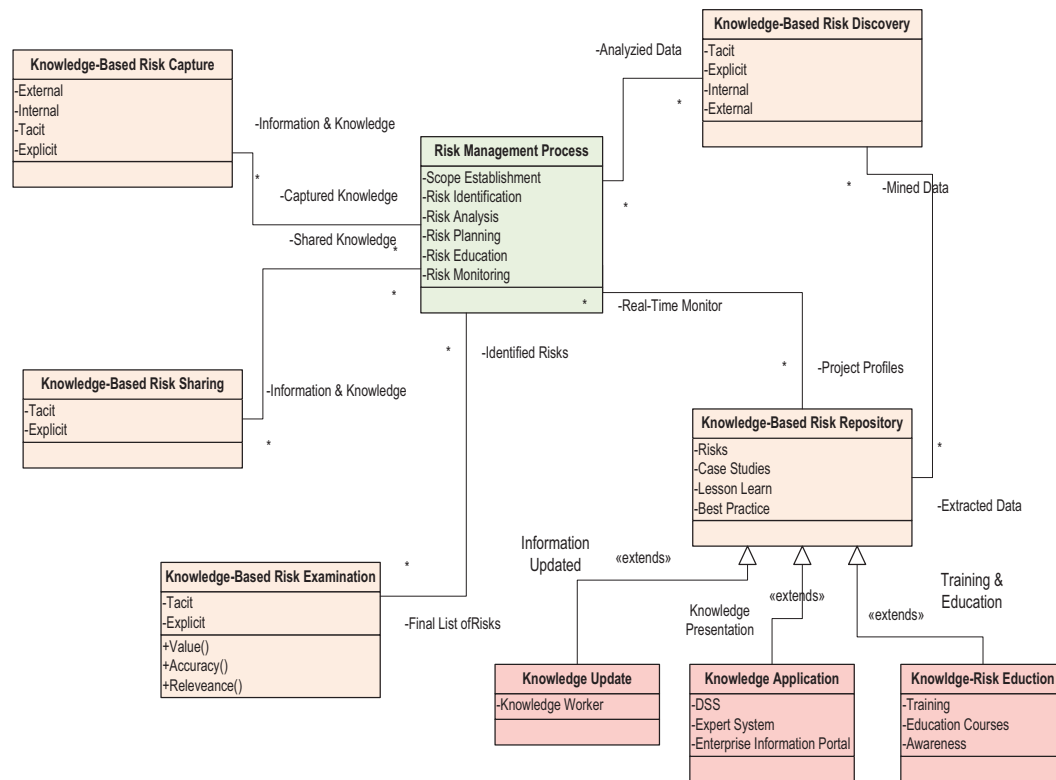 Knowledge-Based Risk Discovery
-Tacit
-Explicit
-Internal
-External
-Analyzied Data
*
*
Knowledge-Based Risk Capture
-External
-Internal
-Tacit
-Explicit
-Information & Knowledge
*
-Captured Knowledge
*
Risk Management Process
-Scope Establishment
-Risk Identification
-Risk Analysis
-Risk Planning
-Risk Education
-Risk Monitoring
*
-Mined Data
-Shared Knowledge
*
*
-Real-Time Monitor
*
-Identified Risks
*
-Project Profiles
Knowledge-Based Risk Sharing
-Tacit
-Explicit
-Information & Knowledge
*
Knowledge-Based Risk Repository
-Risks
-Case Studies
-Lesson Learn
-Best Practice
*
-Extracted Data
Knowledge-Based Risk Examination
-Tacit
-Explicit
+Value()
+Accuracy()
+Releveance()
*
-Final List ofRisks
Information
Updated
«extends»
Knowledge
Presentation
«extends»
Training &
Education
«extends»
Knowledge Update
-Knowledge Worker
Knowledge Application
-DSS
-Expert System
-Enterprise Information Portal
Knowldge-Risk Eduction
-Training
-Education Courses
-Awareness